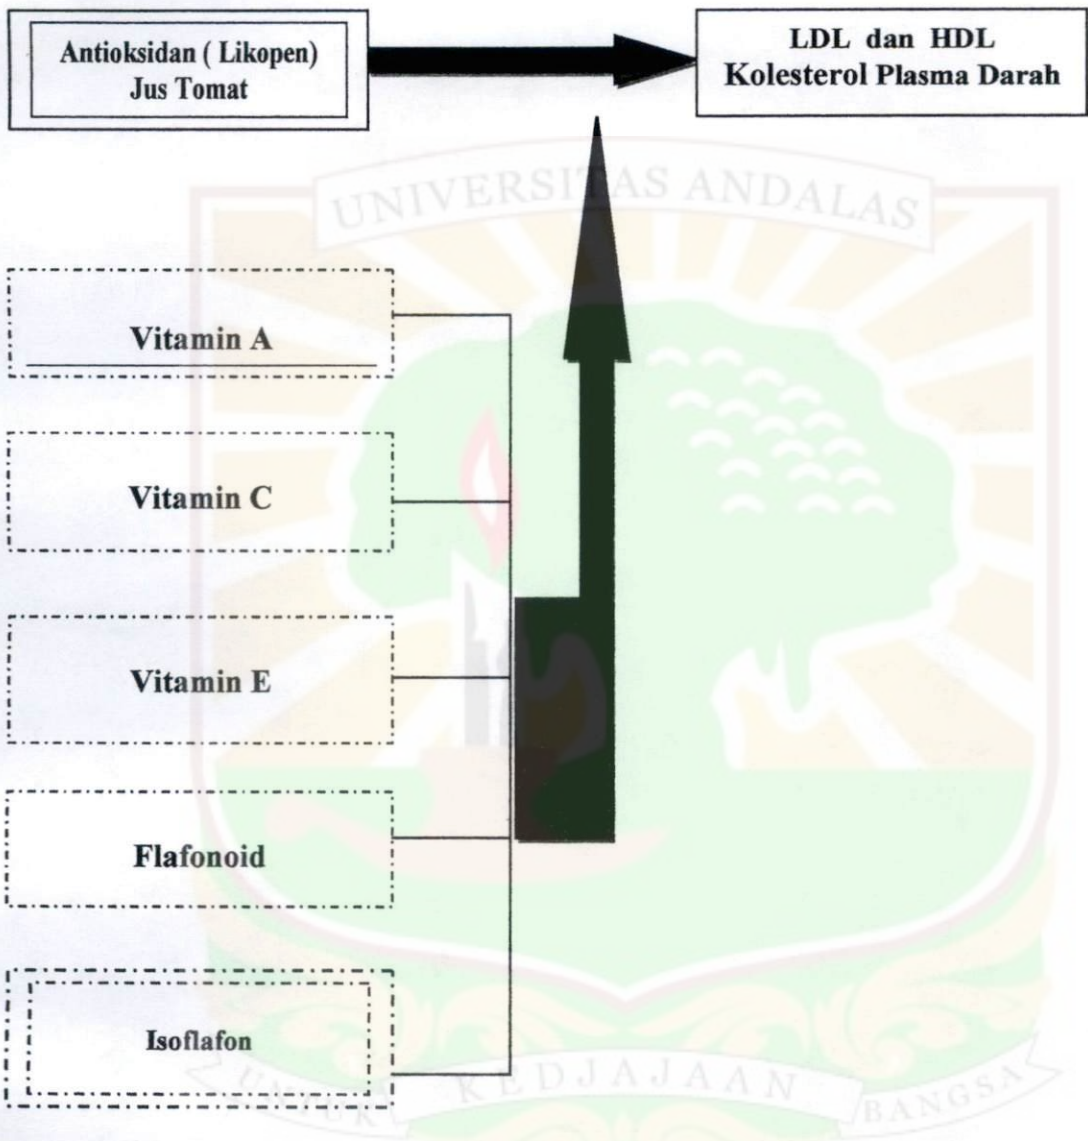 Antioksidan ( Likopen)
Jus Tomat
LDL dan HDL
Kolesterol Plasma Darah
UNIVERSITAS ANDALAS
Vitamin A
Vitamin C
Vitamin E
Flafonoid
Isoflafon
UNTUK KEDJAJAAN BANGSA